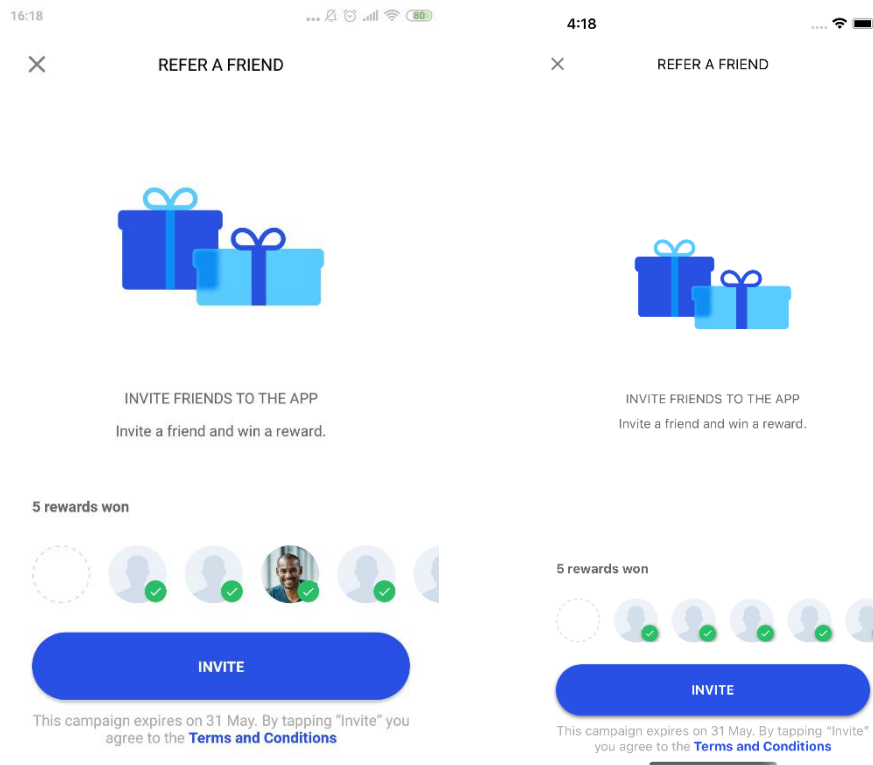 16:18
80
REFER A FRIEND
INVITE FRIENDS TO THE APP
Invite a friend and win a reward.
5 rewards won
INVITE
This campaign expires on 31 May. By tapping “Invite” you
agree to the Terms and Conditions
4:18
REFER A FRIEND
INVITE FRIENDS TO THE APP
Invite a friend and win a reward.
5 rewards won
INVITE
This campaign expires on 31 May. By tapping “Invite”
you agree to the Terms and Conditions